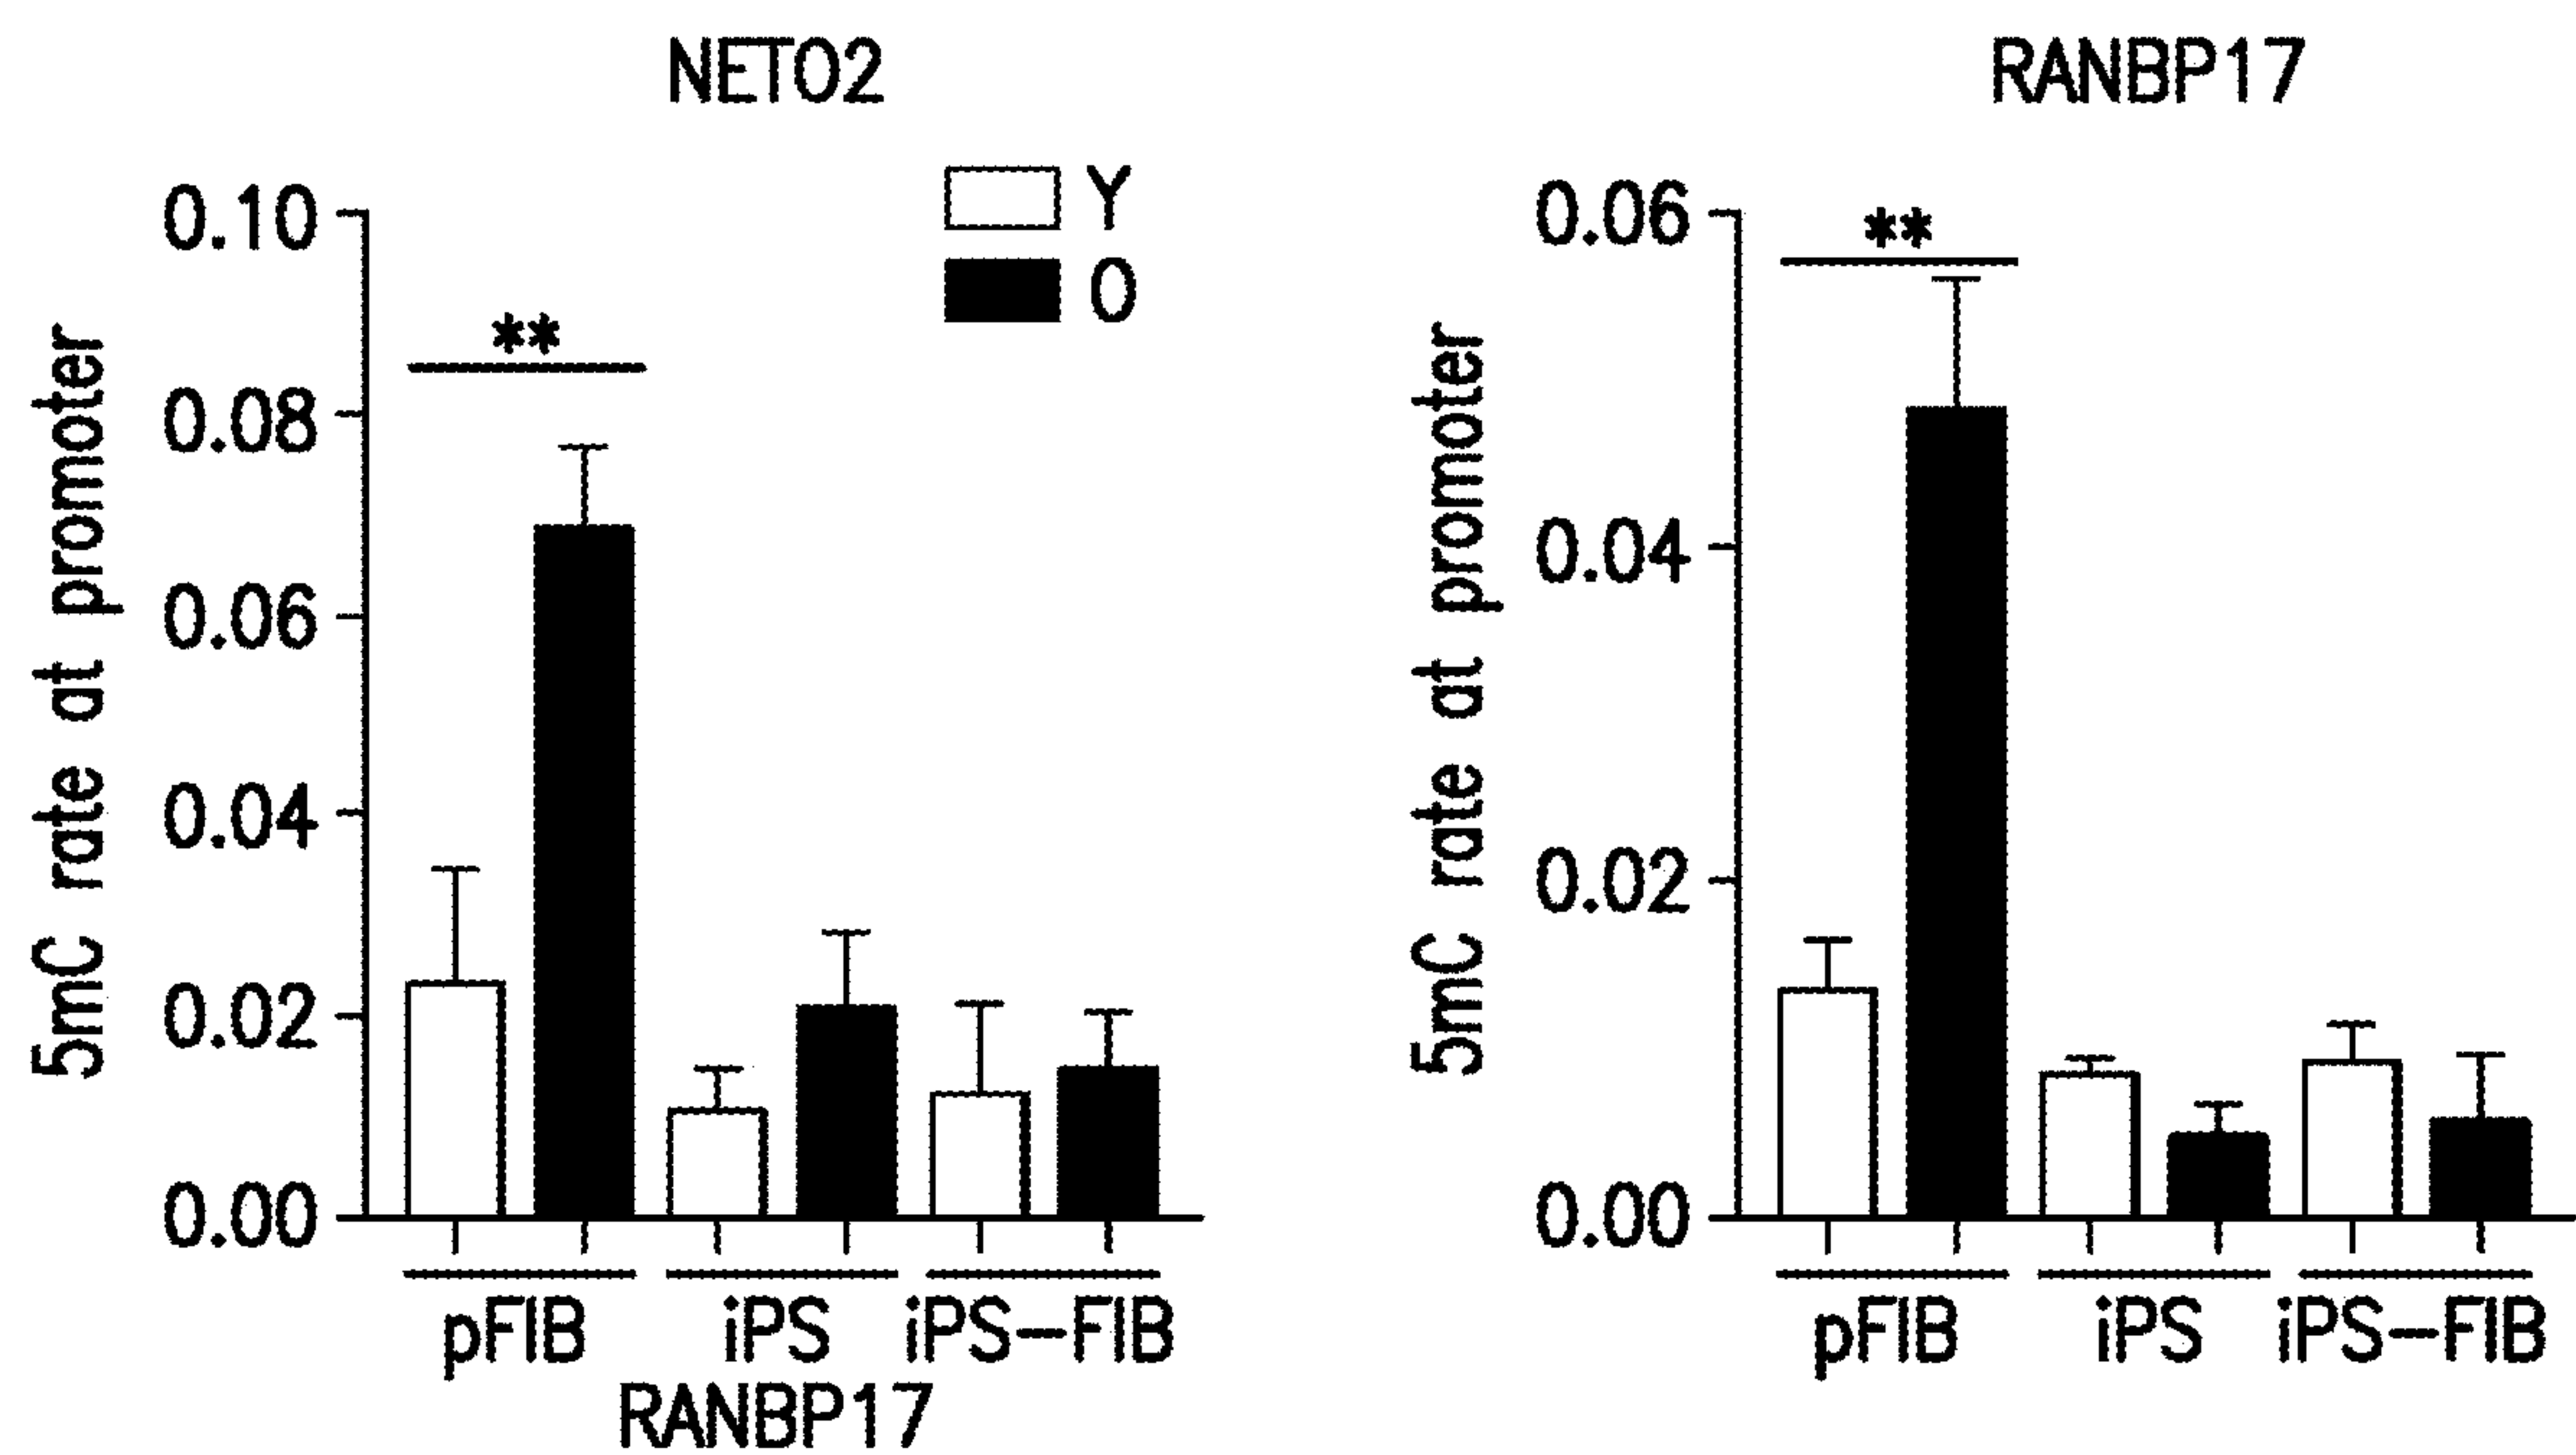 NETO2
Y
O
**
0.10
0.08
0.06
0.04
0.02
0.00
5mC rate at promoter
pFIB iPS iPS-FIB
RANBP17
RANBP17
**
0.06
0.04
0.02
0.00
5mC rate at promoter
pFIB iPS iPS-FIB